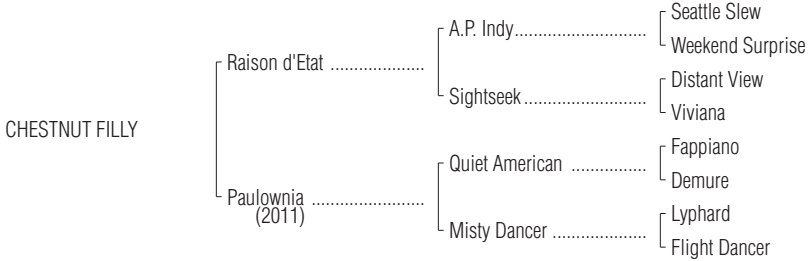 Seattle Slew
A.P. Indy..............................
Weekend Surprise
Raison d'Etat .....................
Distant View
Sightseek............................
Viviana
CHESTNUT FILLY
Fappiano
Quiet American .................
Demure
Paulownia .........................
(2011)
Lyphard
Misty Dancer .....................
Flight Dancer